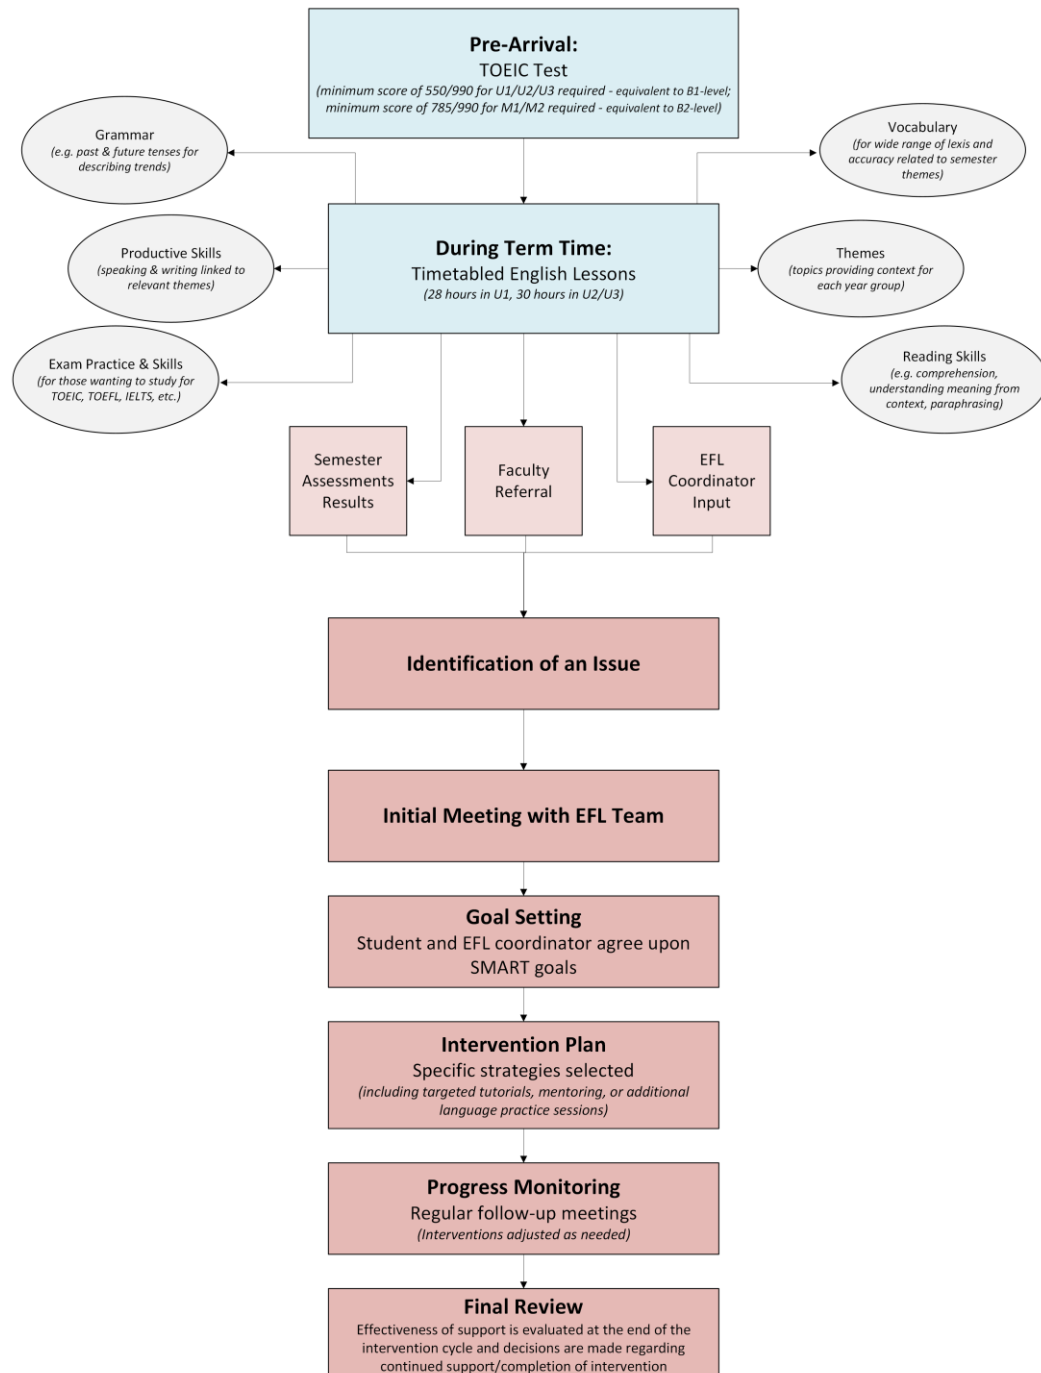 Pre-Arrival:
TOEIC Test
(minimum score of 550/990 for U1/U2/U3 required - equivalent to B1-level;
minimum score of 785/990 for M1/M2 required - equivalent to B2-level)
Grammar
(e.g. past & future tenses for
describing trends)
Vocabulary
(for wide range of lexis and
accuracy related to semester
themes)
During Term Time:
Timetabled English Lessons
(28 hours in U1, 30 hours in U2/U3)
Productive Skills
(speaking & writing linked to
relevant themes)
Themes
(topics providing context for
each year group)
Exam Practice & Skills
(for those wanting to study for
TOEIC, TOEFL, IELTS, etc.)
Reading Skills
(e.g. comprehension,
understanding meaning from
context, paraphrasing)
Semester
Assessments
Results
Faculty
Referral
EFL
Coordinator
Input
Identification of an Issue
Initial Meeting with EFL Team
Goal Setting
Student and EFL coordinator agree upon
SMART goals
Intervention Plan
Specific strategies selected
(including targeted tutorials, mentoring, or additional
language practice sessions)
Progress Monitoring
Regular follow-up meetings
(Interventions adjusted as needed)
Final Review
Effectiveness of support is evaluated at the end of the
intervention cycle and decisions are made regarding
continued support/completion of intervention